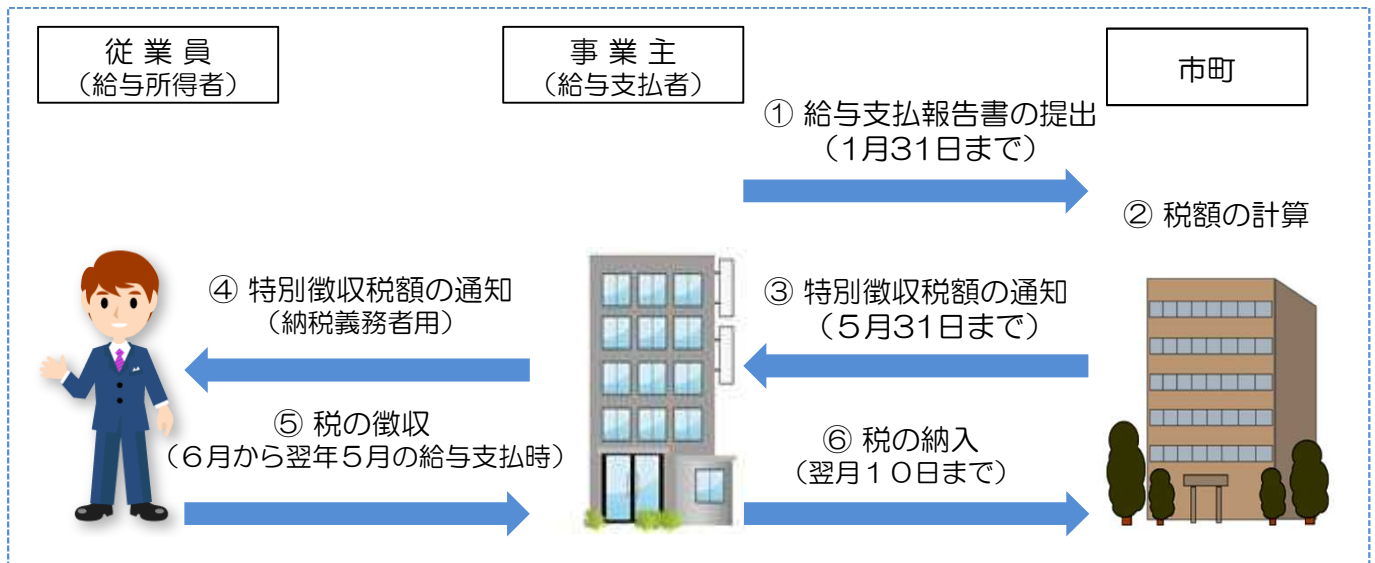 従業員
（給与所得者）
事業主
（給与支払者）
市町
① 給与支払報告書の提出
（1月31日まで）
② 税額の計算
④ 特別徴収税額の通知
（納税義務者用）
③ 特別徴収税額の通知
（５月31日まで）
⑤ 税の徴収
（６月から翌年５月の給与支払時）
⑥ 税の納入
（翌月１０日まで）